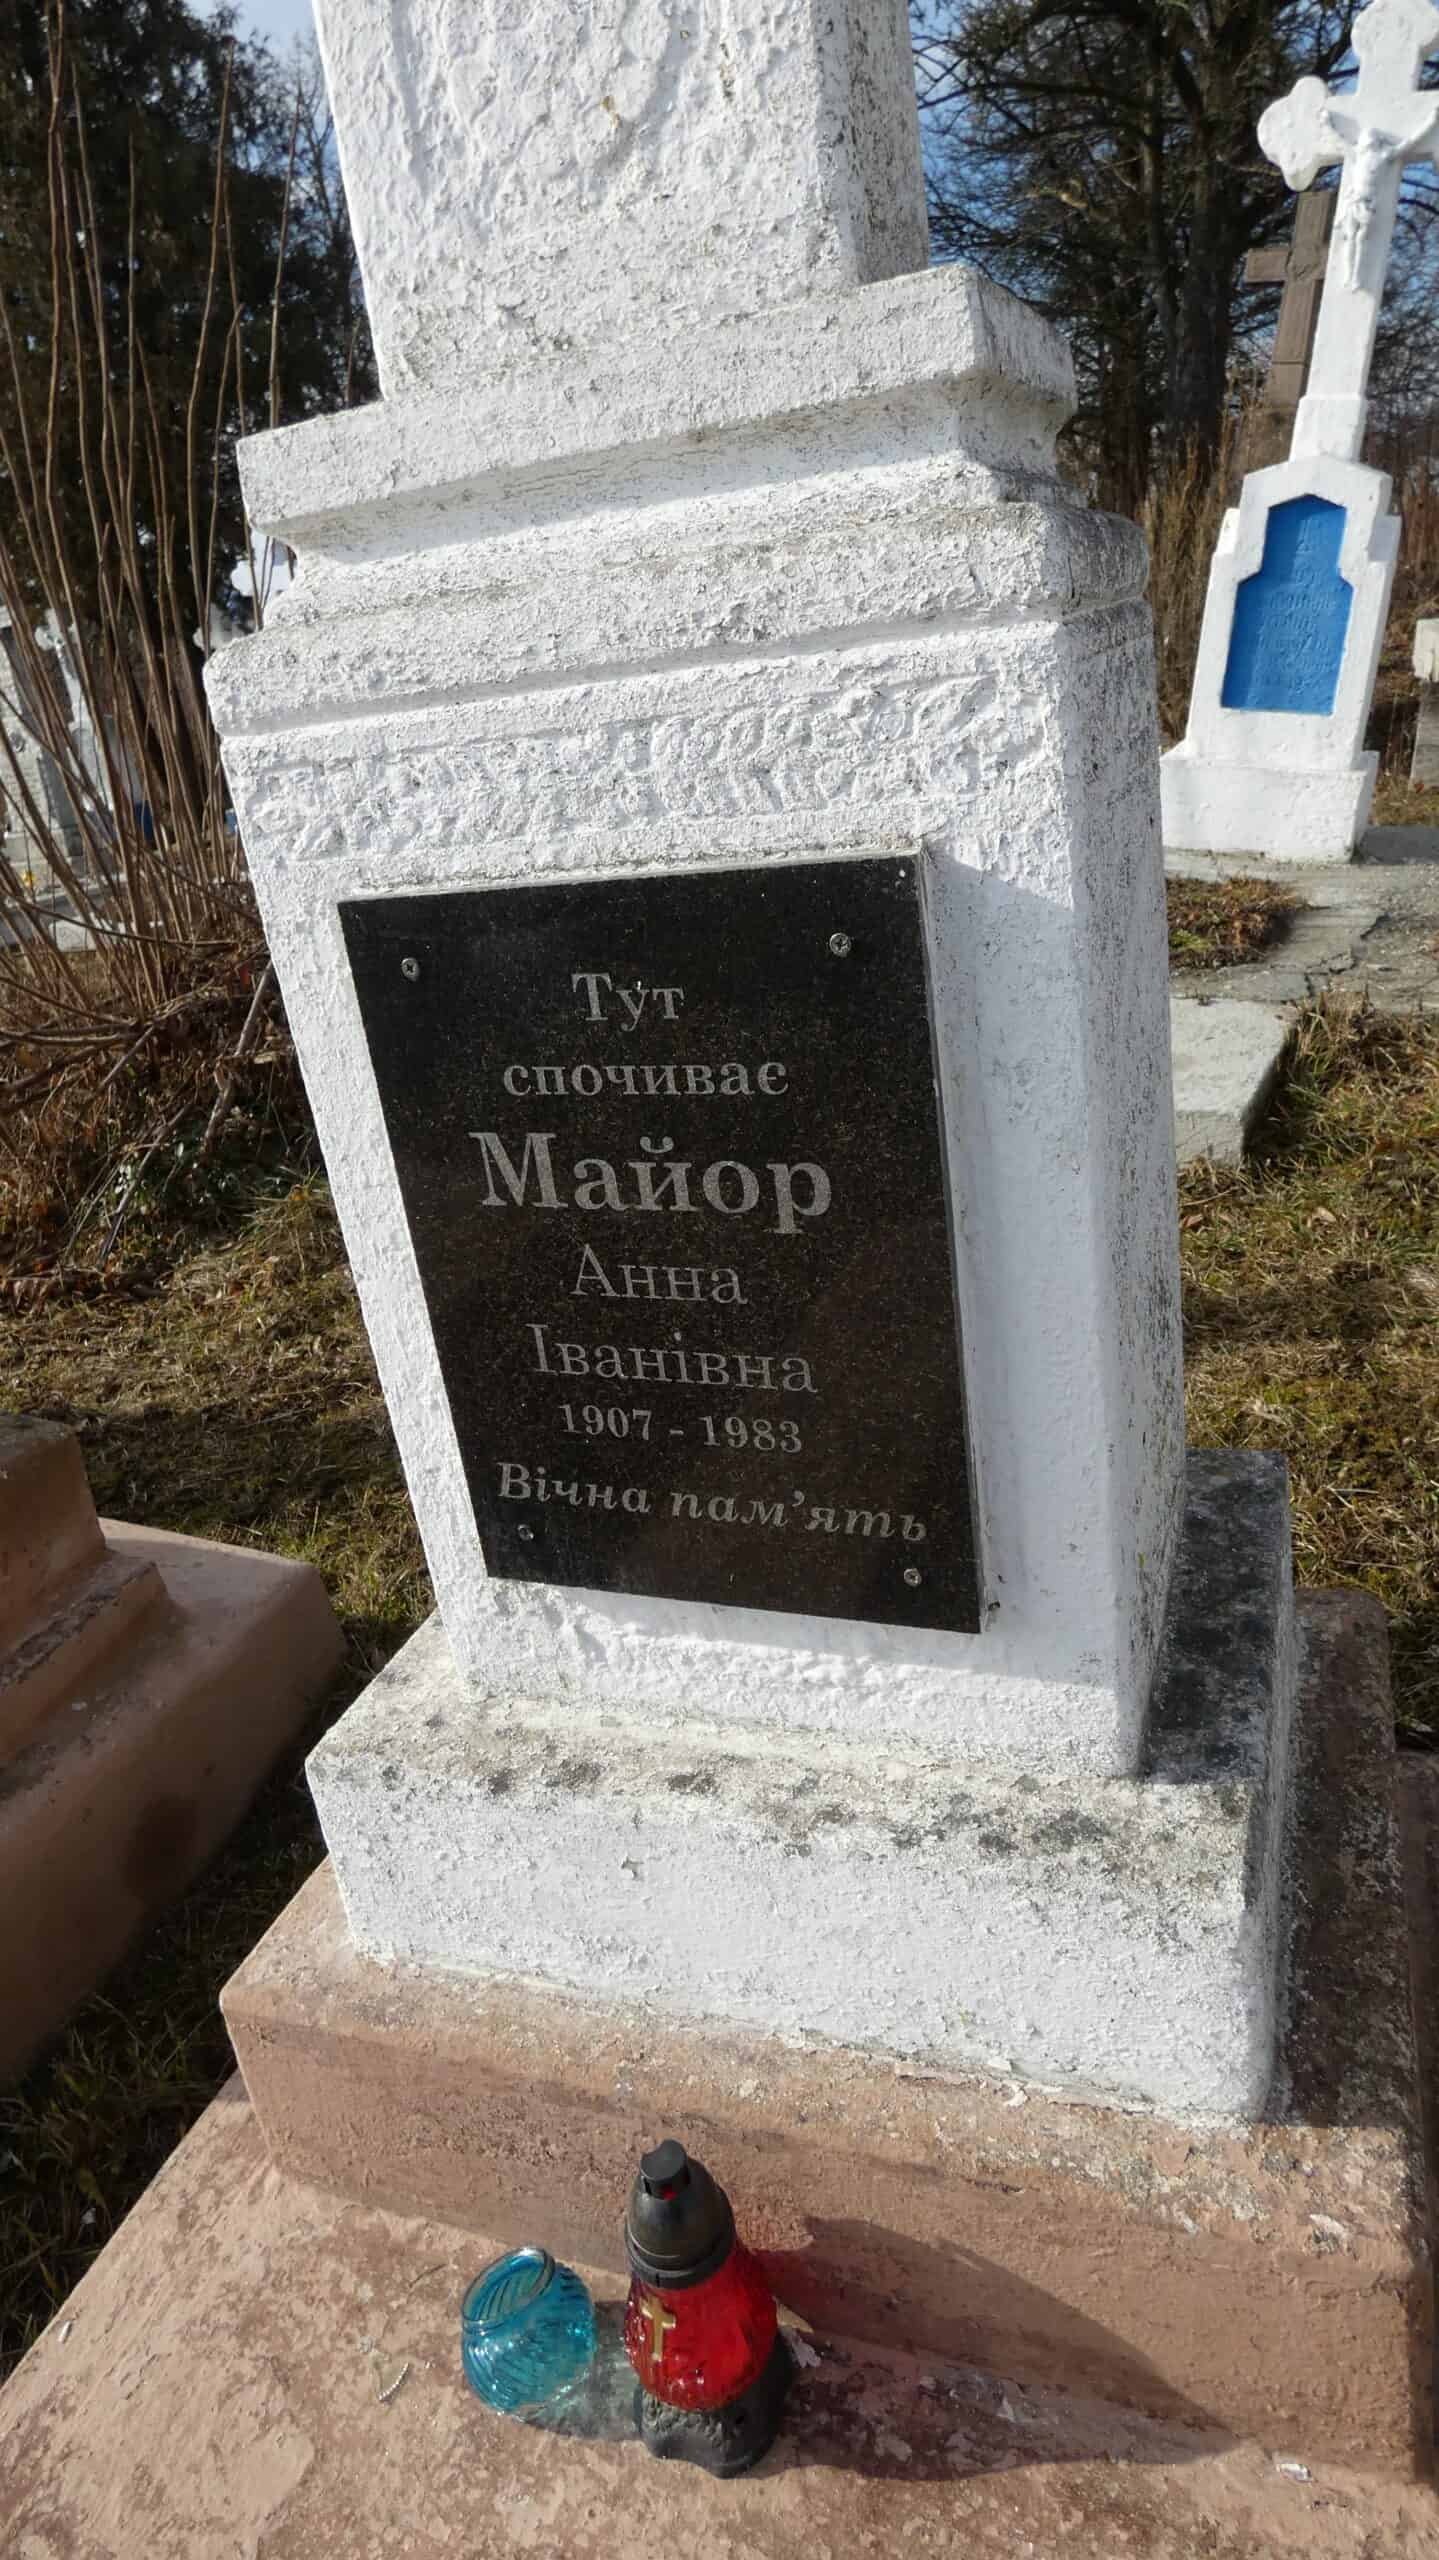 Тут
спочиває
Майор
Анна
Іванівна
1907 - 1983
Вічна пам'ять